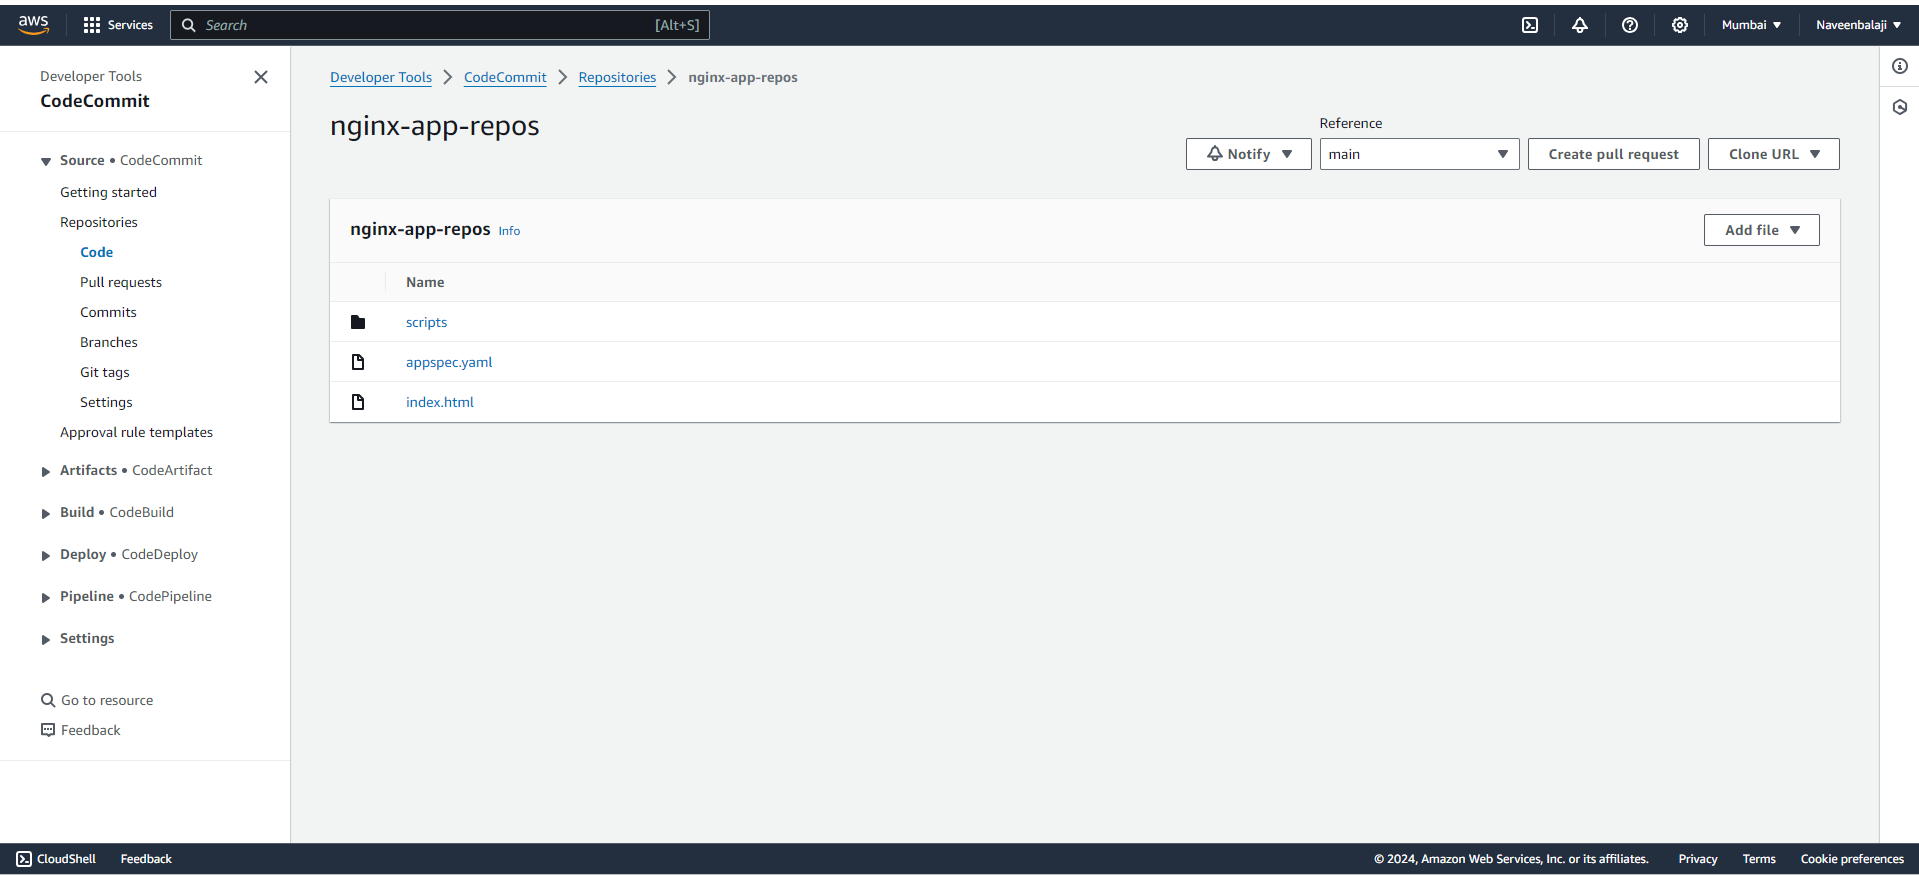 aws
Services
Search
[Alt+S]
Mumbai
Naveenbalaji
Developer Tools
CodeCommit
Source • CodeCommit
Getting started
Repositories
Code
Pull requests
Commits
Branches
Git tags
Settings
Approval rule templates
Artifacts • CodeArtifact
Build • CodeBuild
Deploy • CodeDeploy
Pipeline • CodePipeline
Settings
Go to resource
Feedback
Developer Tools
CodeCommit
Repositories
nginx-app-repos
nginx-app-repos
Reference
Notify
main
Create pull request
Clone URL
nginx-app-repos Info
Add file
Name
scripts
appspec.yaml
index.html
CloudShell
Feedback
© 2024, Amazon Web Services, Inc. or its affiliates.
Privacy
Terms
Cookie preferences